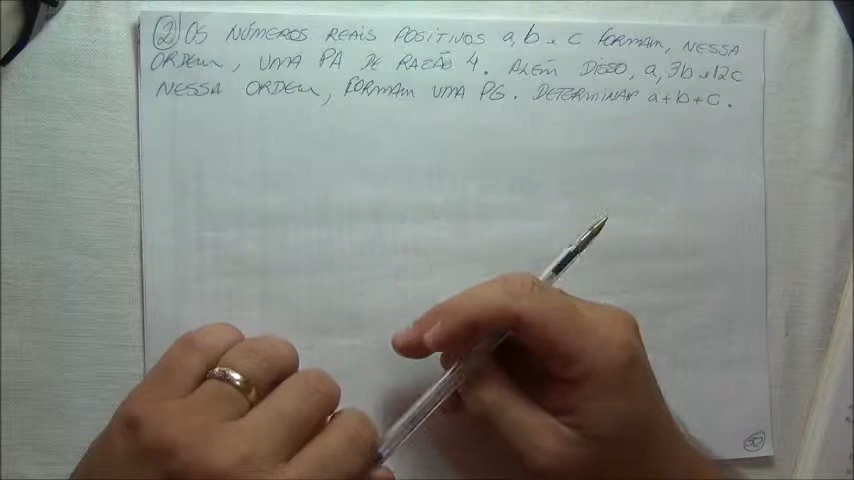 2) OS NÚMEROS REAIS POSITIVOS a, b e c FORMAM, NESSA
ORDEM, UMA PA DE RAZÃO 4. ALÉM DISSO, a, 3b e 12c
NESSA ORDEM, FORMAM UMA PG. DETERMINAR a+b+c.